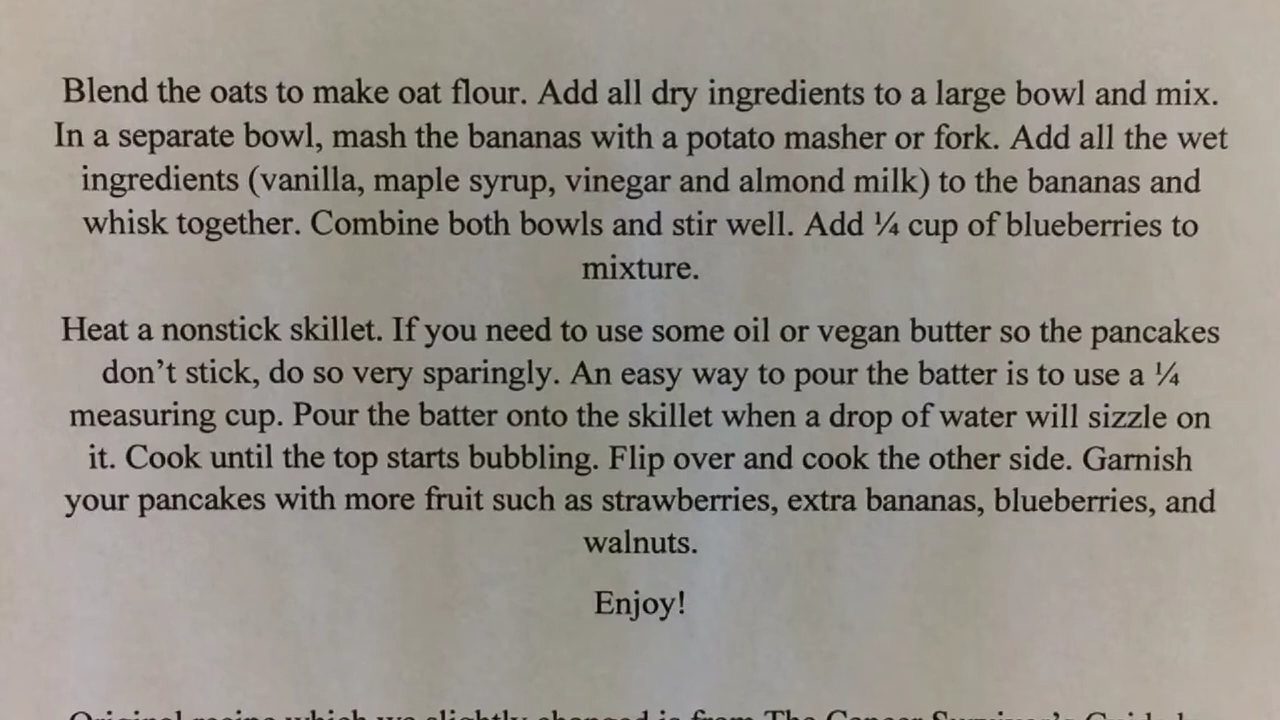 Blend the oats to make oat flour. Add all dry ingredients to a large bowl and mix.
In a separate bowl, mash the bananas with a potato masher or fork. Add all the wet
ingredients (vanilla, maple syrup, vinegar and almond milk) to the bananas and
whisk together. Combine both bowls and stir well. Add ¼ cup of blueberries to
mixture.
Heat a nonstick skillet. If you need to use some oil or vegan butter so the pancakes
don’t stick, do so very sparingly. An easy way to pour the batter is to use a ¼
measuring cup. Pour the batter onto the skillet when a drop of water will sizzle on
it. Cook until the top starts bubbling. Flip over and cook the other side. Garnish
your pancakes with more fruit such as strawberries, extra bananas, blueberries, and
walnuts.
Enjoy!
Original recipe which we slightly changed is from The Cancer Survivor’s Guide b